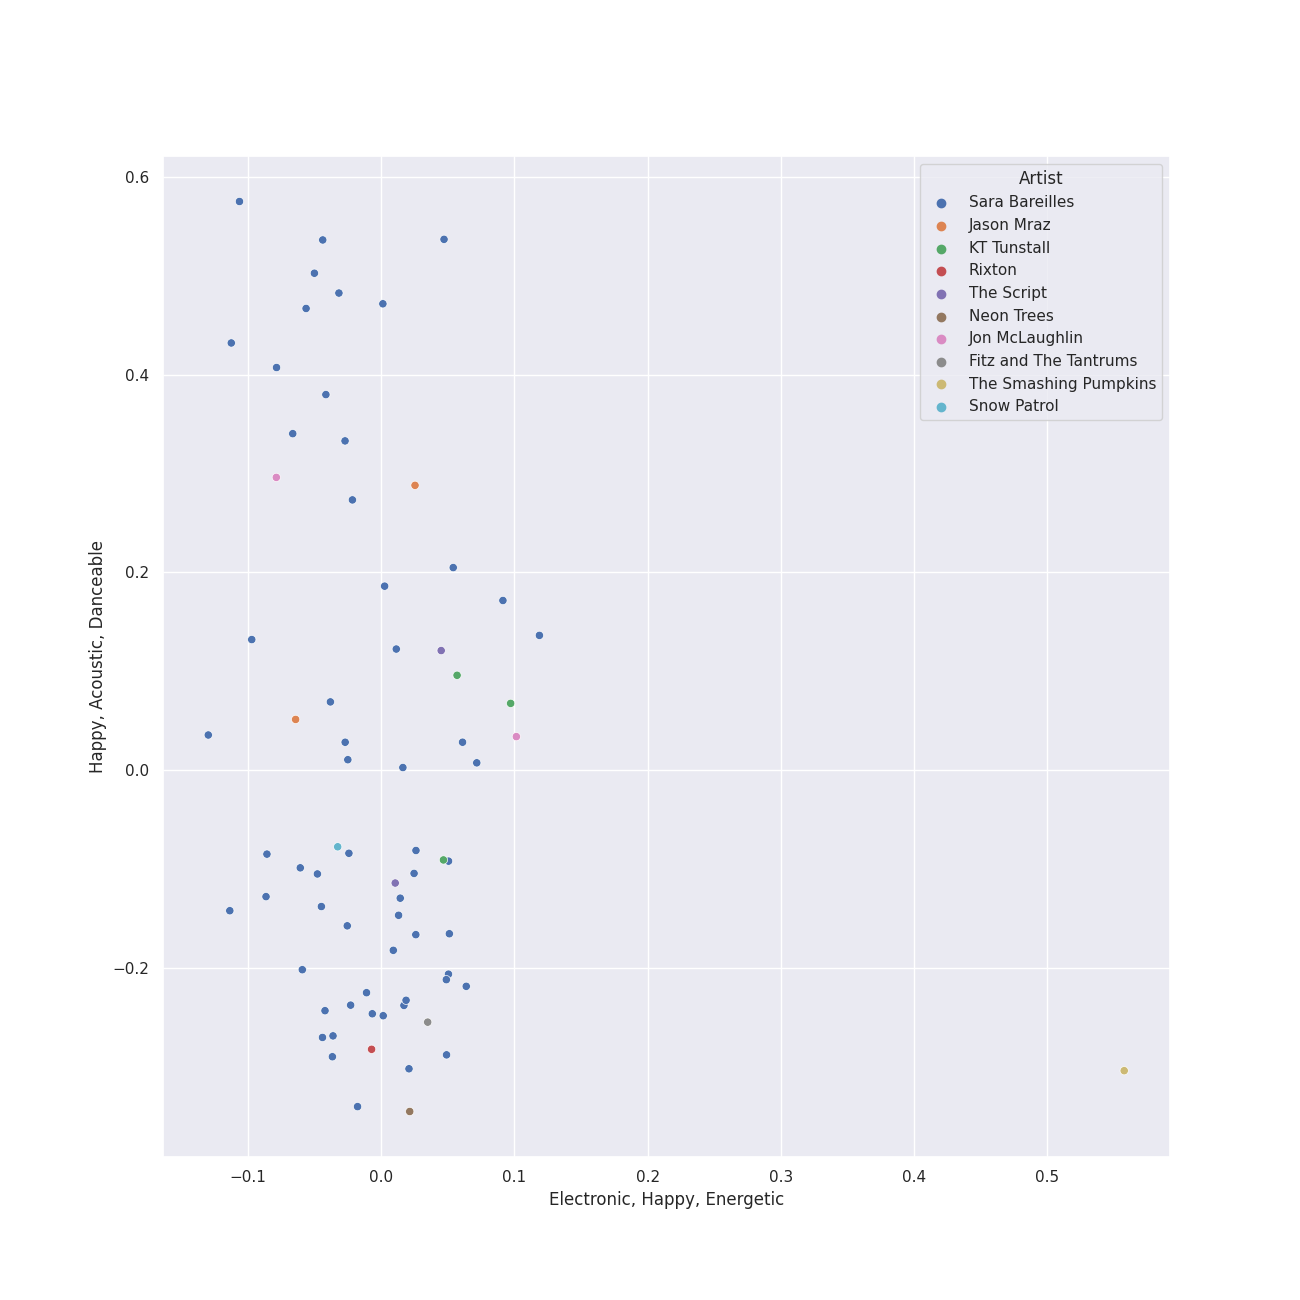 Artist
Sara Bareilles
Jason Mraz
KT Tunstall
Rixton
The Script
Neon Trees
Jon McLaughlin
Fitz and The Tantrums
The Smashing Pumpkins
Snow Patrol
0.6
0.4
0.2
0.0
−0.2
Happy, Acoustic, Danceable
−0.1 0.0 0.1 0.2 0.3 0.4 0.5
Electronic, Happy, Energetic